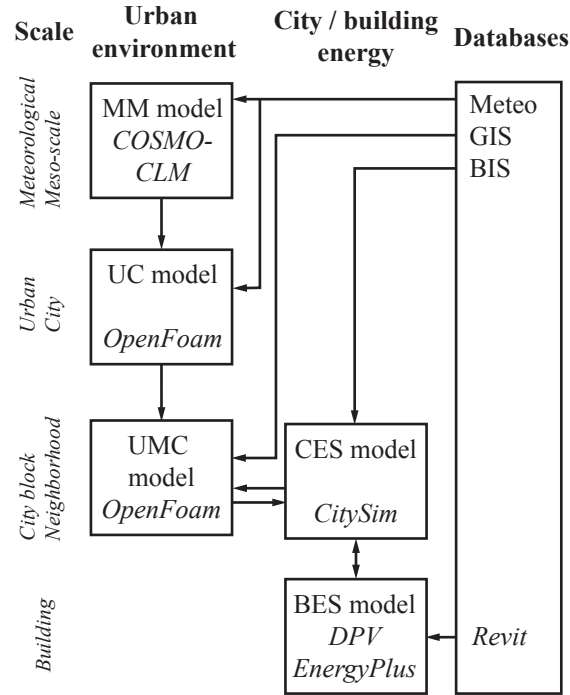 Scale
Urban
environment
City / building
energy
Databases
Meteorological
Meso-scale
MM model
COSMO-
CLM
Meteo
GIS
BIS
Urban
City
UC model
OpenFoam
City block
Neighborhood
UMC
model
OpenFoam
CES model
CitySim
Building
BES model
DPV
EnergyPlus
Revit